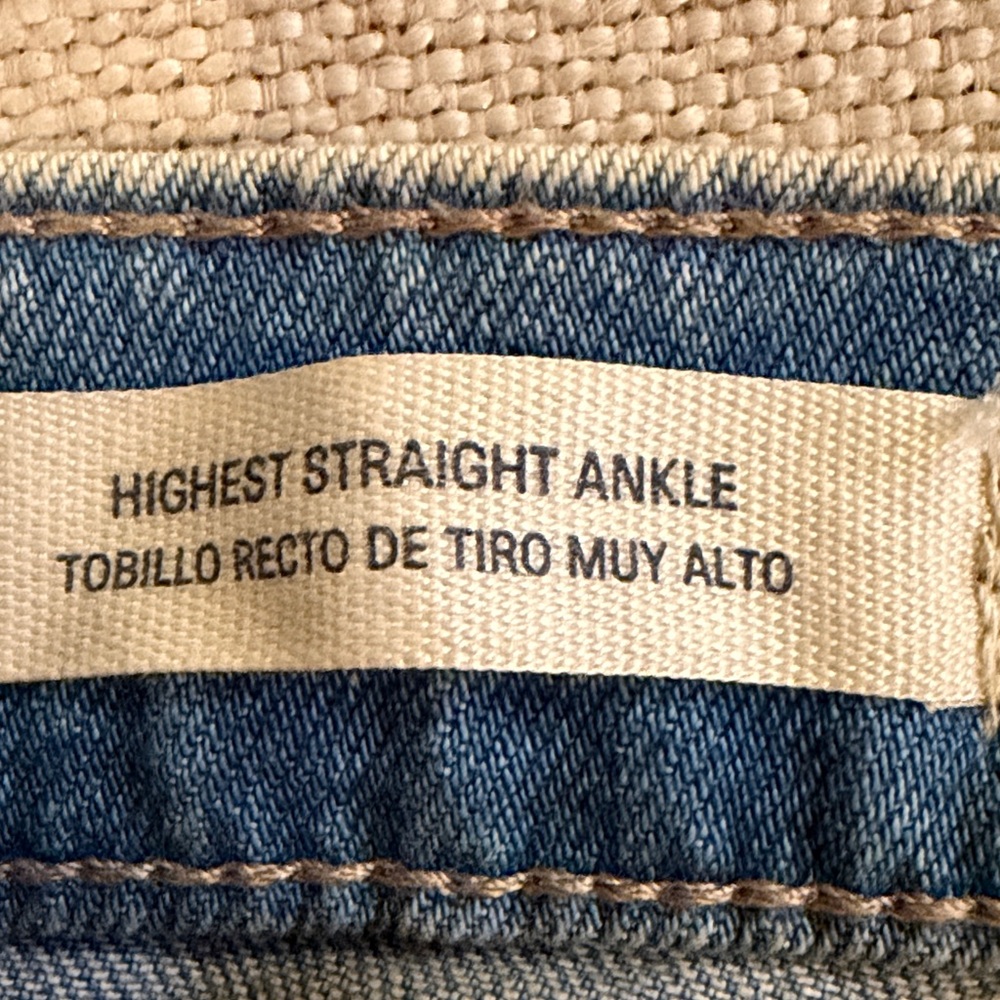 HIGHEST STRAIGHT ANKLE
TOBILLO RECTO DE TIRO MUY ALTO